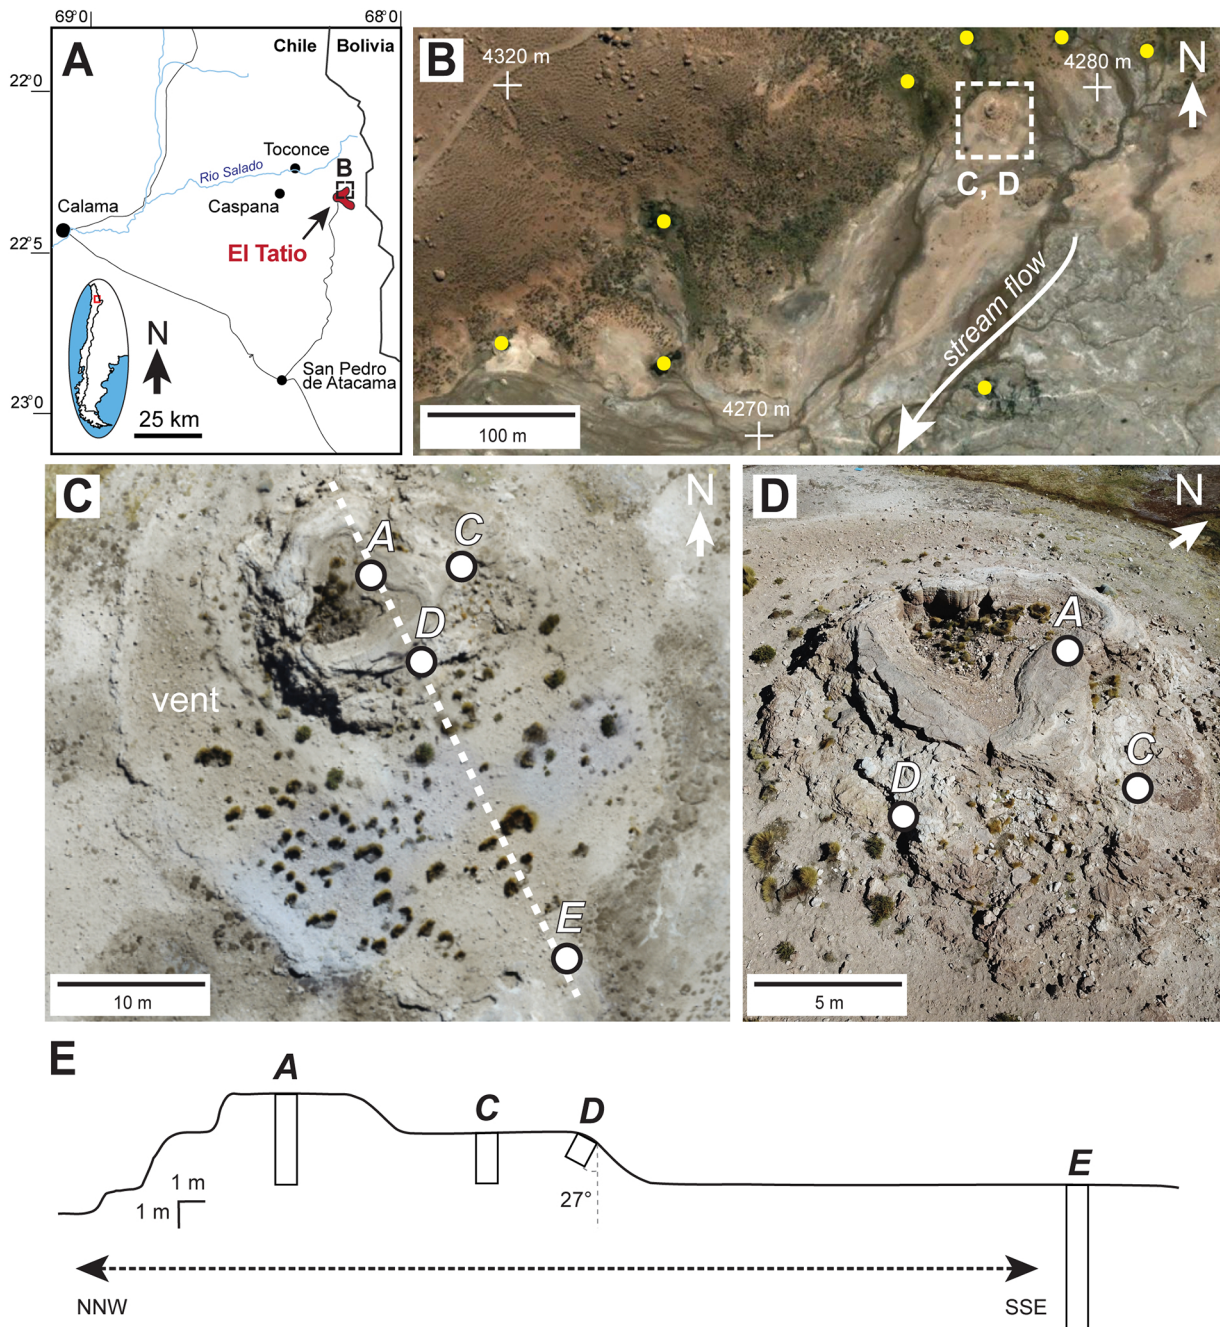 69°0
68°0
A
Chile
Bolivia
22°0
Toconce
Rio Salado
B
Caspana
Calama
22°5
El Tatio
N
San Pedro
de Atacama
23°0
25 km
B
4320 m
4280 m
N
C, D
stream flow
4270 m
100 m
C
N
A
C
D
vent
E
10 m
D
N
A
C
D
5 m
E
A
C
D
E
1 m
1 m
27°
NNW
SSE